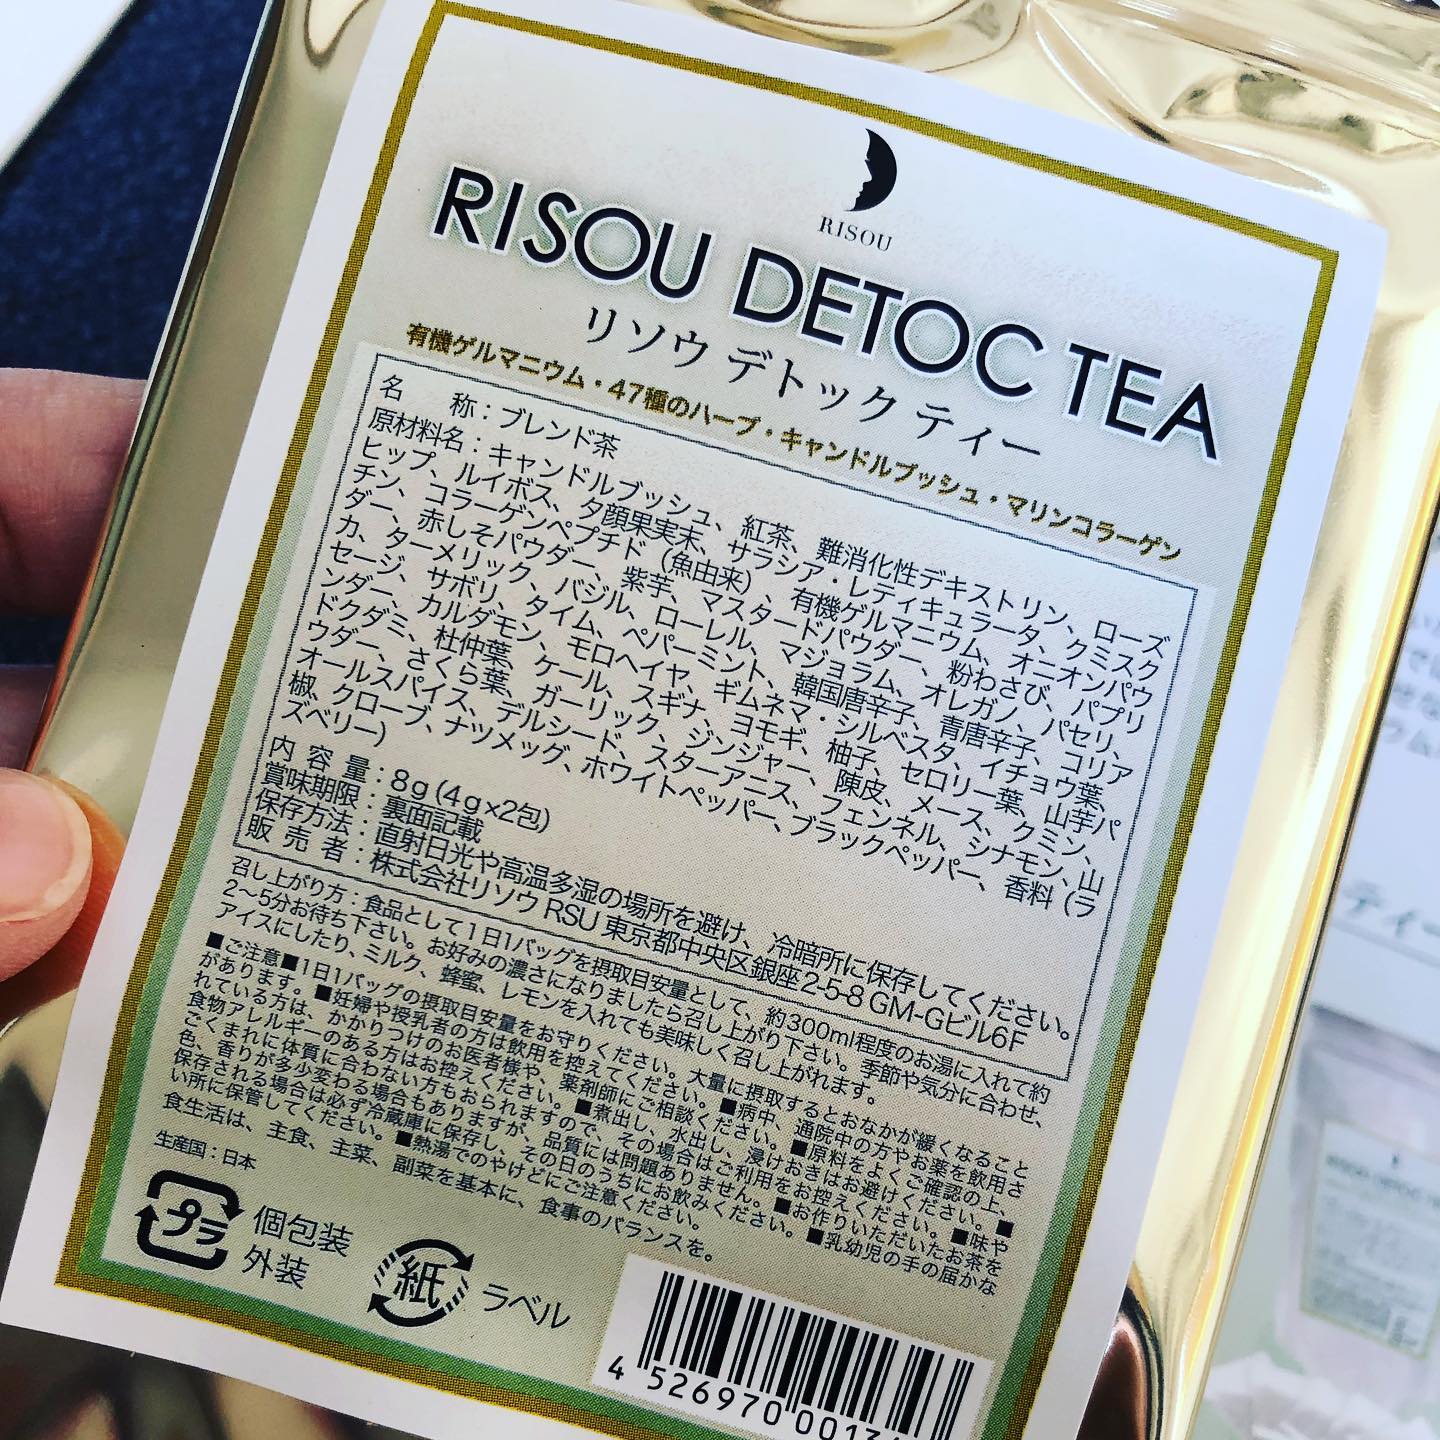 RISOU
RISOU DETOC TEA
リソウ デトック ティー
有機ゲルマニウム・47種のハーブ・キャンドルブッシュ・マリンコラーゲン
名　称：ブレンド茶
原材料名：キャンドルブッシュ、紅茶、難消化性デキストリン、ローズ
ヒップ、ルイボス、夕顔果実末、サラシア・レティキュラータ、クミスク
チン、コラーゲンペプチド（魚由来）、有機ゲルマニウム、オニオンパウ
ダー、赤しそパウダー、紫芋、マスタードパウダー、粉わさび、パプリ
カ、ターメリック、バジル、ローレル、マジョラム、オレガノ、パセリ、
セージ、サボリ、タイム、ペパーミント、韓国唐辛子、青唐辛子、コリア
ンダー、カルダモン、モロヘイヤ、ギムネマ・シルベスタ、イチョウ葉、
ドクダミ、杜仲葉、ケール、スギナ、ヨモギ、柚子、セロリー葉、山芋パ
ウダー、さくら葉、ガーリック、ジンジャー、陳皮、メース、クミン、
オールスパイス、デルシード、スターアニス、フェンネル、シナモン、山
椒、クローブ、ナツメッグ、ホワイトペッパー、ブラックペッパー、香料（ラ
ズベリー）
内容量：8g（4g×2包）
賞味期限：裏面記載
保存方法：直射日光や高温多湿の場所を避け、冷暗所に保存してください。
販売者：株式会社リソウ RSU 東京都中央区銀座2-5-8 GM-Gビル6F
召し上がり方：食品として1日1バッグを摂取目安量として、約300ml程度のお湯に入れて約
2～5分お待ち下さい。お好みの濃さになりましたら召し上がり下さい。季節や気分に合わせ、
アイスにしたり、ミルク、蜂蜜、レモンを入れても美味しく召し上がれます。
■ご注意■1日1バッグの摂取目安量をお守りください。大量に摂取するとおなかが緩くなること
があります。■妊婦や授乳者の方は飲用を控えてください。■病中、通院中の方やお薬を飲用さ
れている方は、かかりつけのお医者様や、薬剤師にご相談ください。■原料をよくご確認の上、
食物アレルギーのある方はお控えください。■煮出し、水出し、浸けおきはお避けください。■
ごくまれに体質に合わない方もおられますので、その場合はご利用をお控えください。■味や
色、香りが多少変わる場合もありますが、品質には問題ありません。■お作りいただいたお茶を
保存される場合は必ず冷蔵庫に保存し、その日のうちにお飲みください。■乳幼児の手の届かな
い所に保管してください。■熱湯でのやけどにご注意ください。
食生活は、主食、主菜、副菜を基本に、食事のバランスを。
生産国：日本
プラ 個包装
外装
紙 ラベル
4 526970 0013